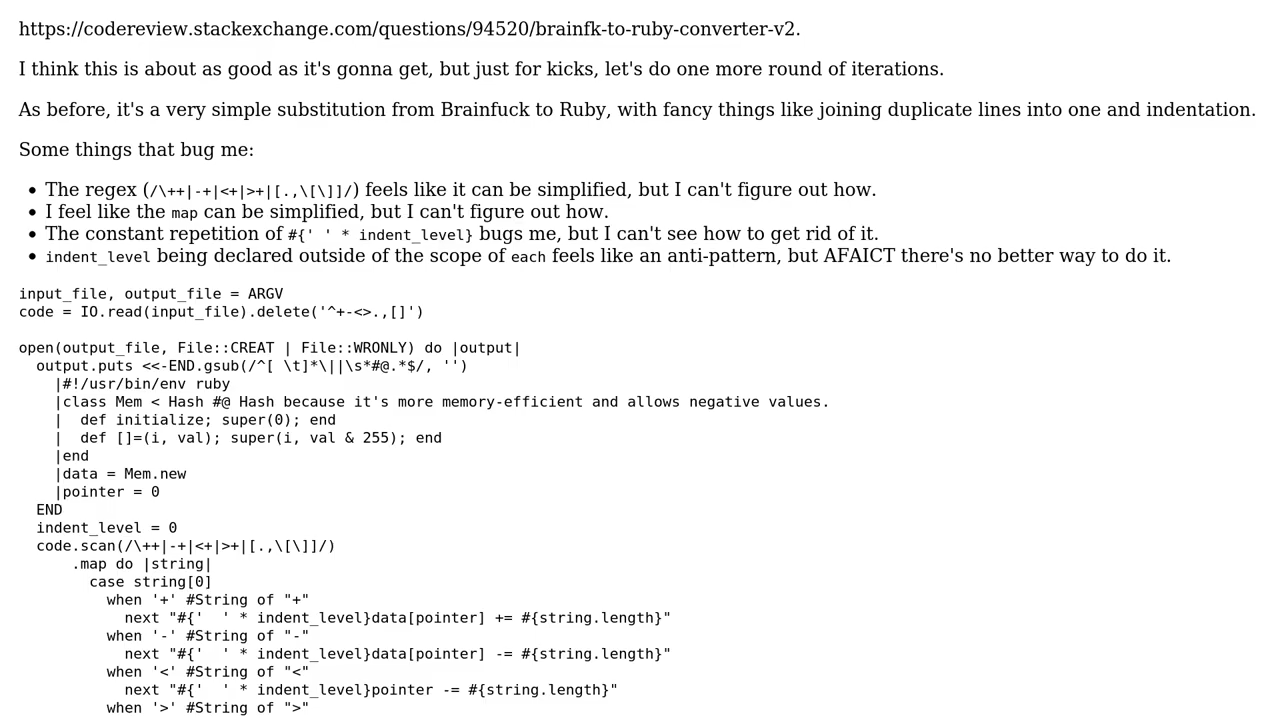 https://codereview.stackexchange.com/questions/94520/brainfk-to-ruby-converter-v2.
I think this is about as good as it's gonna get, but just for kicks, let's do one more round of iterations.
As before, it's a very simple substitution from Brainfuck to Ruby, with fancy things like joining duplicate lines into one and indentation.
Some things that bug me:
• The regex (/\++|-+|<+|>+|[.,\[\]]/) feels like it can be simplified, but I can't figure out how.
• I feel like the map can be simplified, but I can't figure out how.
• The constant repetition of #{' ' * indent_level} bugs me, but I can't see how to get rid of it.
• indent_level being declared outside of the scope of each feels like an anti-pattern, but AFAICT there's no better way to do it.
input_file, output_file = ARGV
code = IO.read(input_file).delete('^+-<>.,[]')
open(output_file, File::CREAT | File::WRONLY) do |output|
  output.puts <<-END.gsub(/^[ \t]*\||\s*#@.*$/, '')
    |#!/usr/bin/env ruby
    |class Mem < Hash #@ Hash because it's more memory-efficient and allows negative values.
    |  def initialize; super(0); end
    |  def []=(i, val); super(i, val & 255); end
    |end
    |data = Mem.new
    |pointer = 0
  END
  indent_level = 0
  code.scan(/\++|-+|<+|>+|[.,\[\]]/)
      .map do |string|
        case string[0]
          when '+' #String of "+"
            next "#{'  ' * indent_level}data[pointer] += #{string.length}"
          when '-' #String of "-"
            next "#{'  ' * indent_level}data[pointer] -= #{string.length}"
          when '<' #String of "<"
            next "#{'  ' * indent_level}pointer -= #{string.length}"
          when '>' #String of ">"